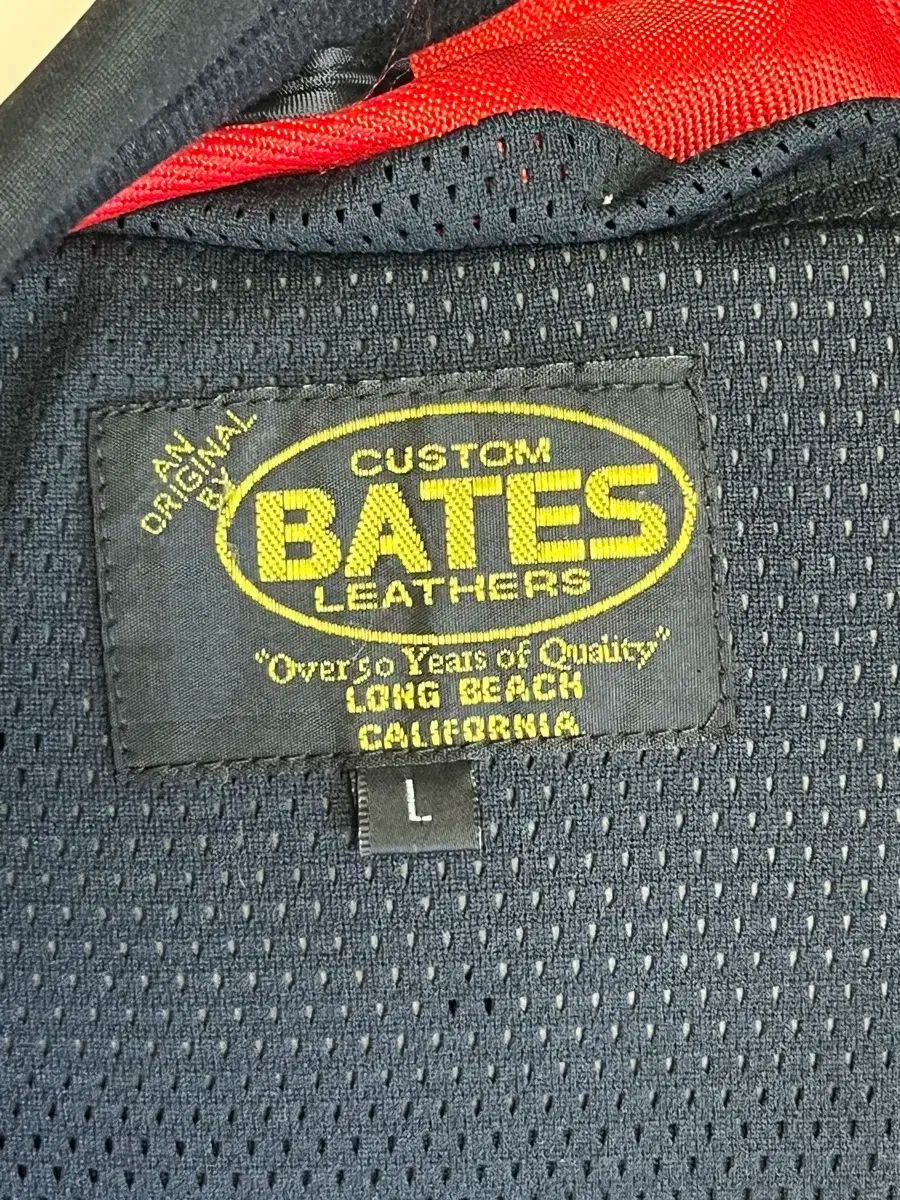 AN
ORIGINAL
BY
CUSTOM
BATES
LEATHERS
"Over 50 Years of Quality"
LONG BEACH
CALIFORNIA
L